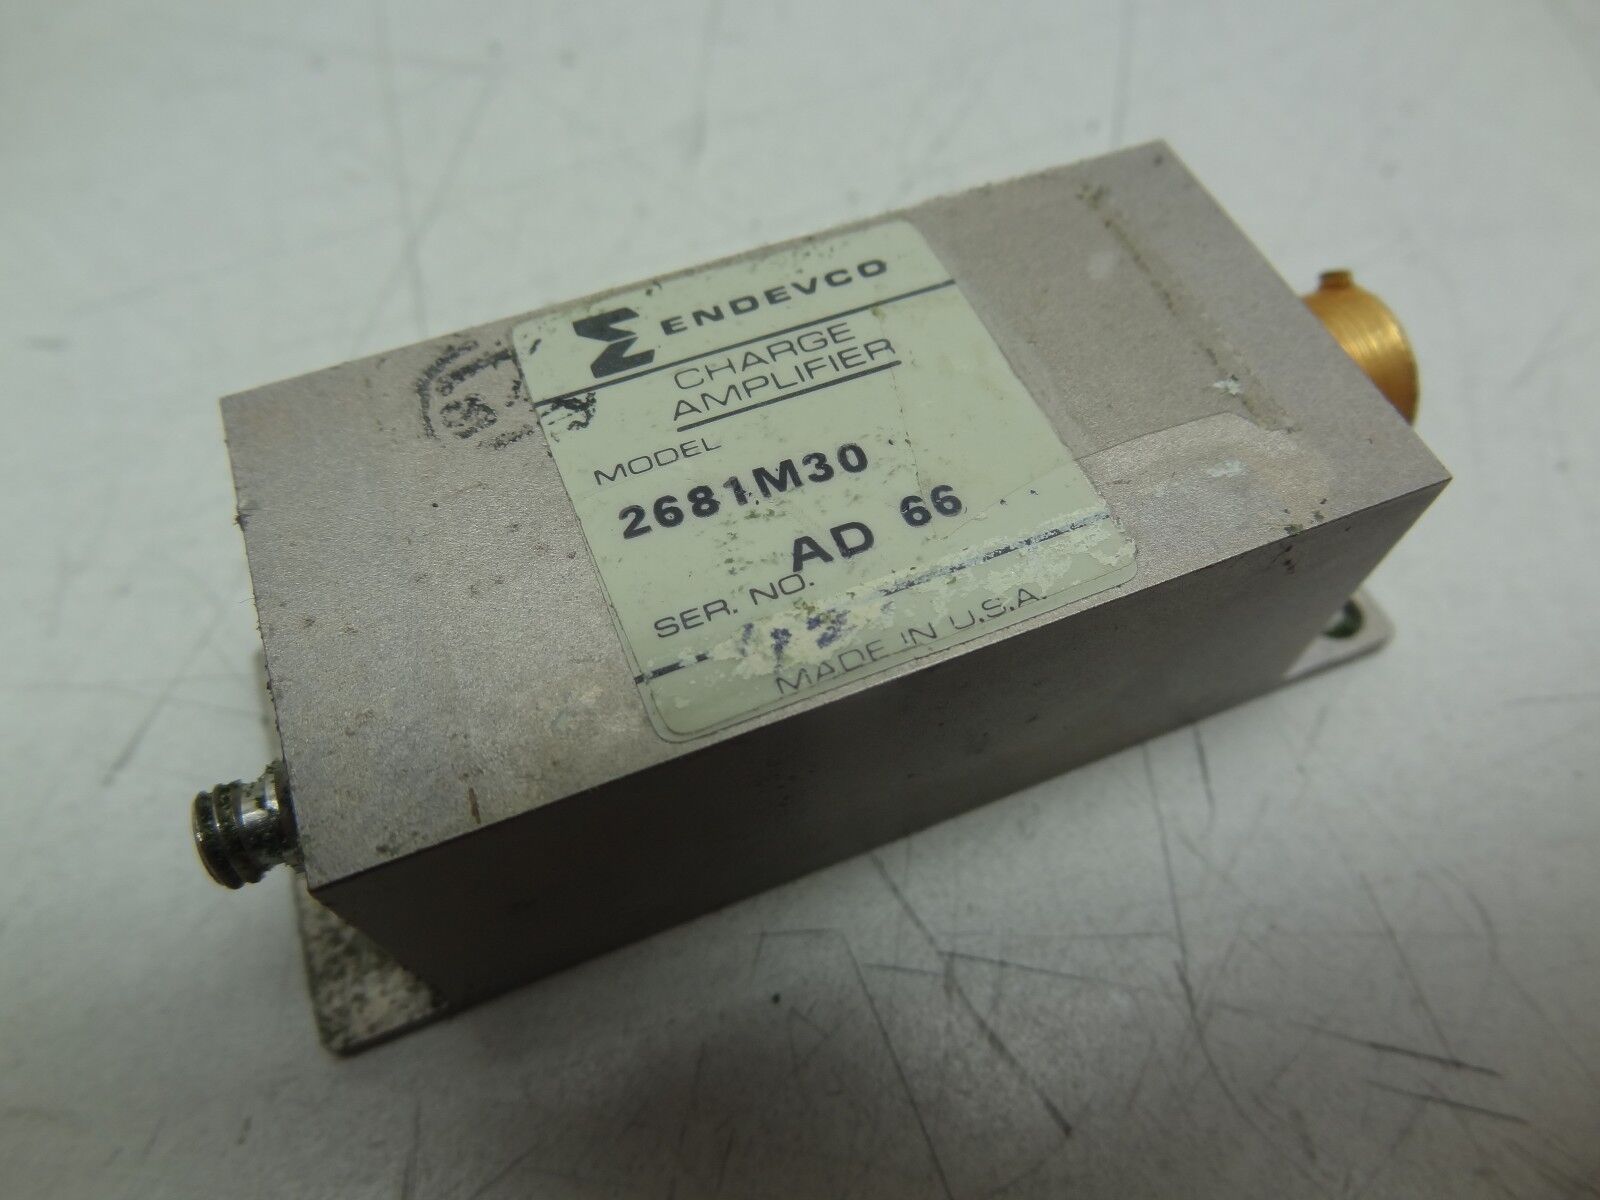 ENDEVCO
CHARGE
AMPLIFIER
MODEL
2681M30
SER. NO. AD 66
MADE IN U.S.A.